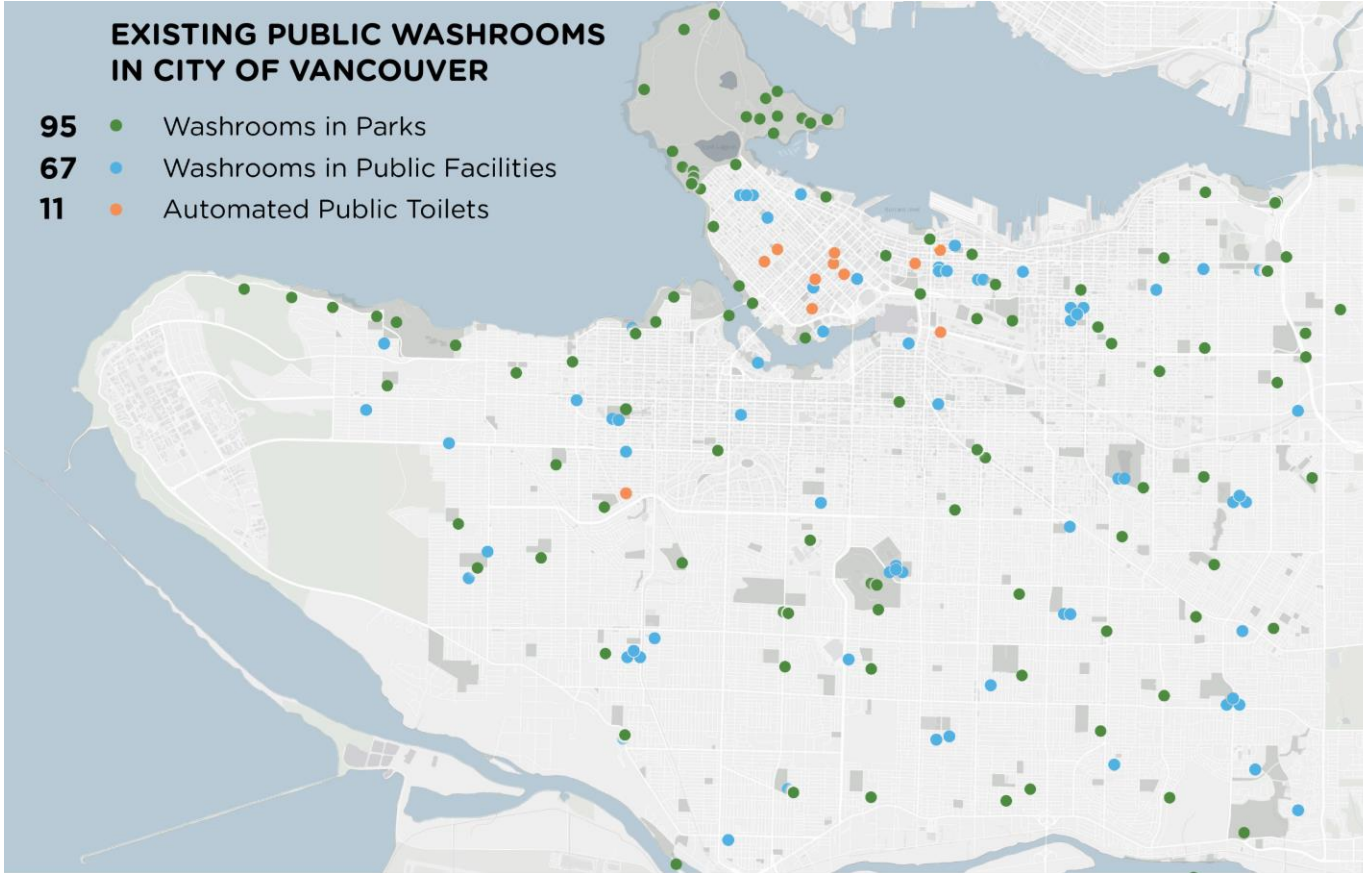 EXISTING PUBLIC WASHROOMS
IN CITY OF VANCOUVER
95 Washrooms in Parks
67 Washrooms in Public Facilities
11 Automated Public Toilets